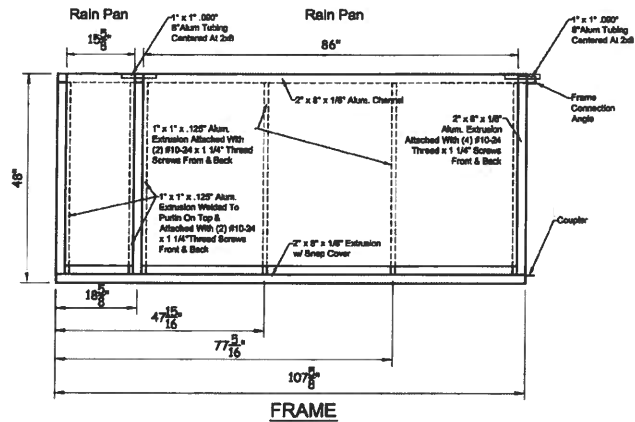 Rain Pan
Rain Pan
1" x 1" .090"
8"Alum Tubing
Centered At 2x8
1" x 1" .090"
8"Alum Tubing
Centered At 2x8
15 5/8"
86"
2" x 8" x 1/8" Alum. Channel
Frame
Connection
Angle
1" x 1" x .125" Alum.
Extrusion Attached With
(2) #10-24 x 1 1/4" Thread
Screws From & Back
2" x 8" x 1/8"
Alum. Extrusion
Attached With (4) #10-24
Thread x 1 1/4" Screws
Front & Back
48"
1" x 1" x .125" Alum.
Extrusion Welded To
Purlin On Top &
Attached With (2) #10-24
x 1 1/4"Thread Screws
Front & Back
2" x 8" x 1/8" Extrusion
w/ Snap Cover
Coupler
18 5/8"
47 15/16"
77 5/16"
107 5/8"
FRAME